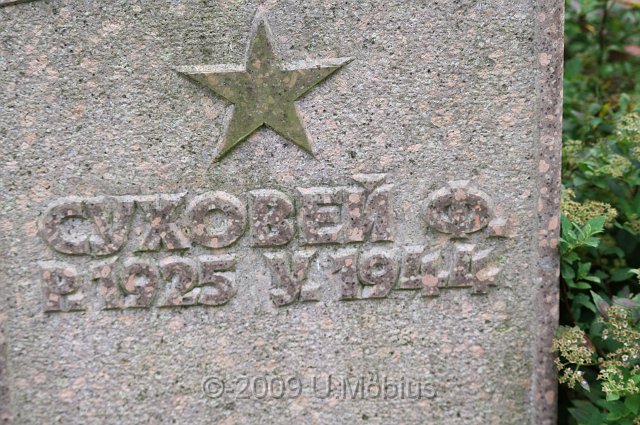 СУХОВЕЙ Ф.
Р. 1925 У. 1944
© 2009 U.Möbius